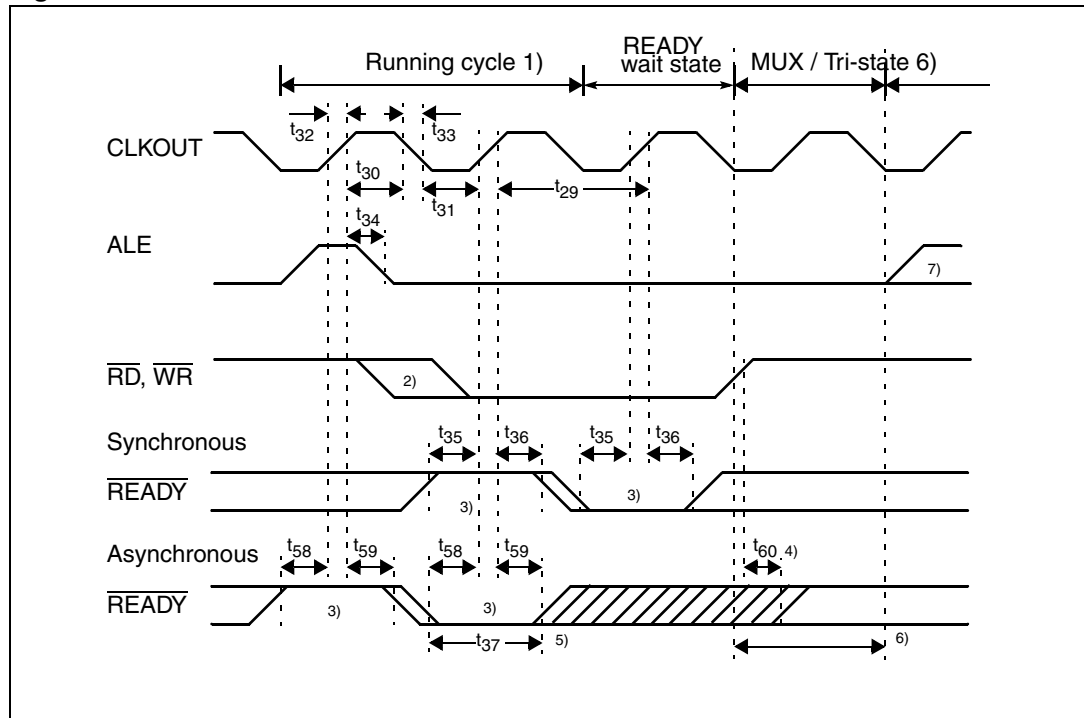 Running cycle 1)
READY
wait state
MUX / Tri-state 6)
CLKOUT
t32
t33
t30
t31
t29
ALE
t34
7)
RD, WR
2)
Synchronous
t35
t36
t35
t36
READY
3)
3)
Asynchronous
t58
t59
t58
t59
t60
4)
READY
3)
3)
t37
5)
6)